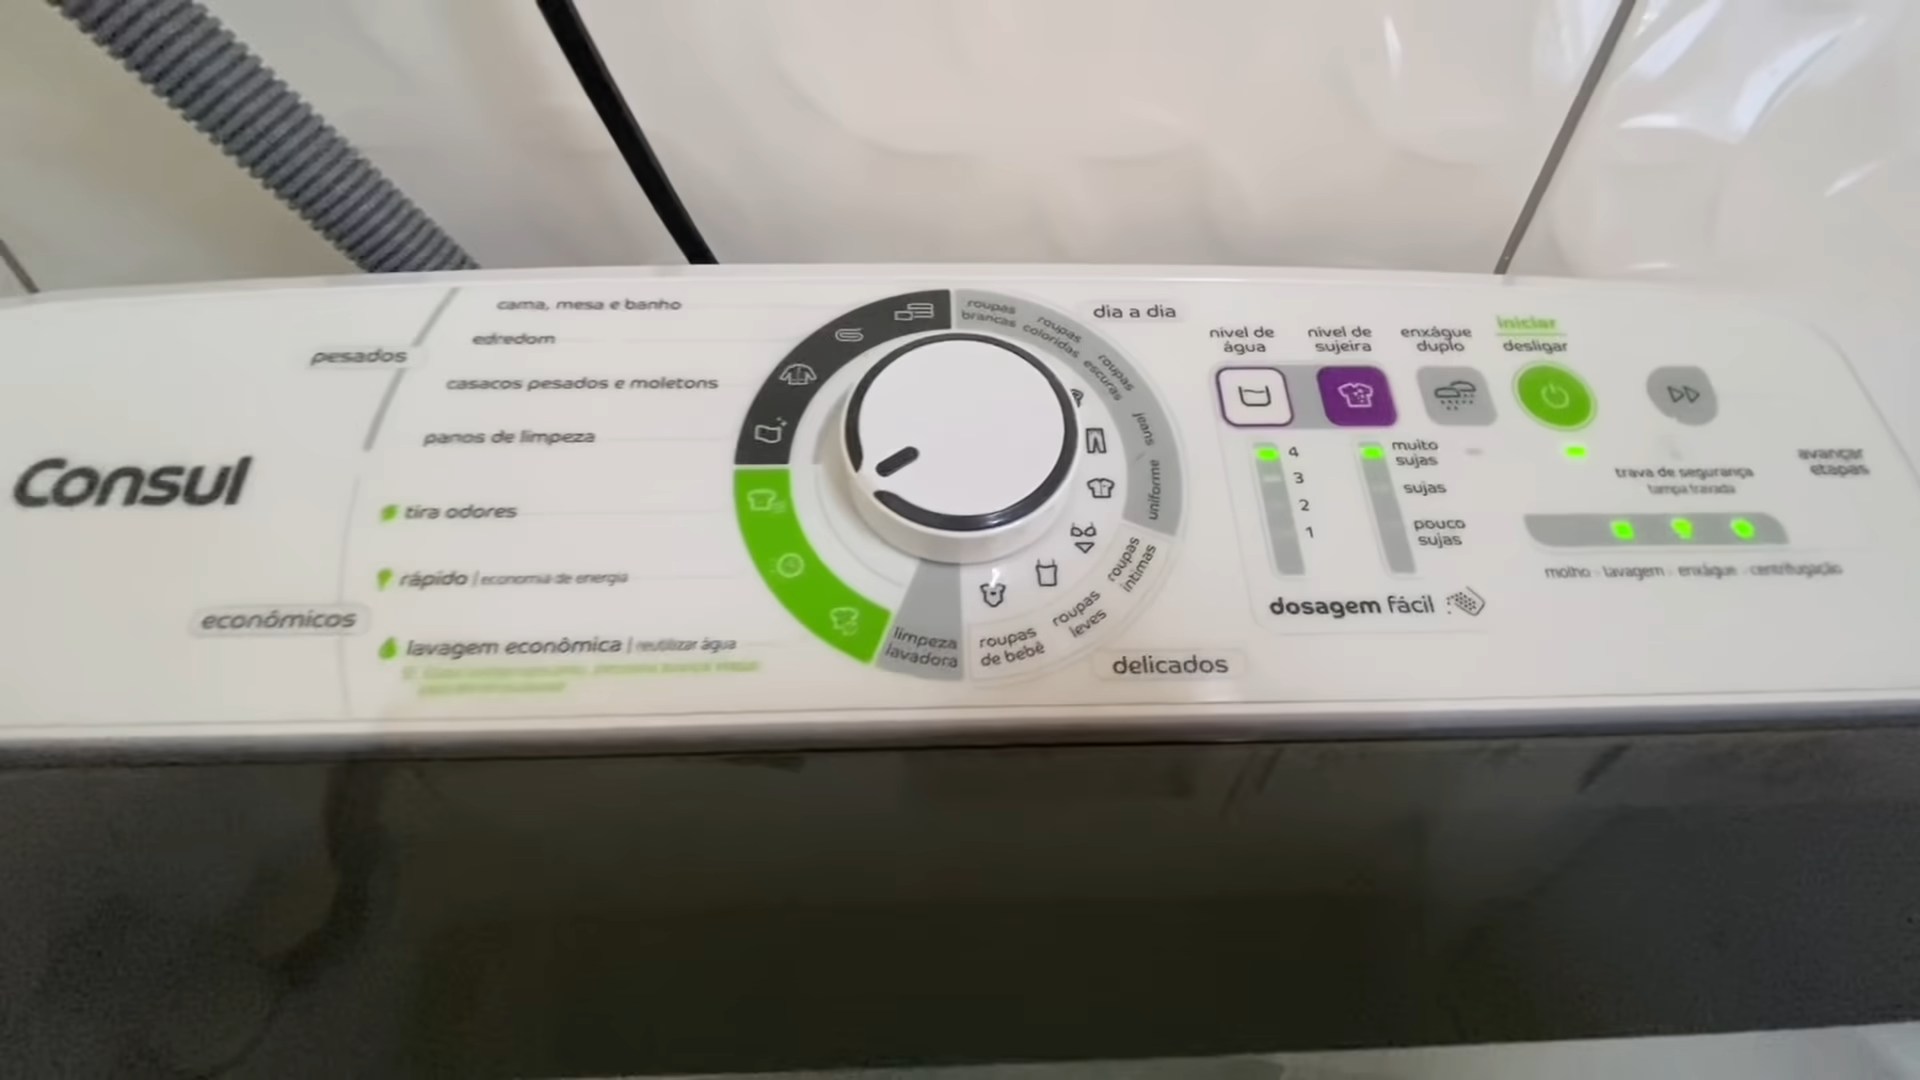 Consul
pesados
cama, mesa e banho
edredom
casacos pesados e moletons
panos de limpeza
econômicos
tira odores
rápido | economia de energia
lavagem econômica | reutilizar água
dia a dia
roupas
brancas
roupas
coloridas
roupas
escuras
jeans
uniforme
roupas
íntimas
roupas
leves
roupas
de bebê
limpeza
lavadora
delicados
nível de
água
4
3
2
1
nível de
sujeira
muito
sujas
sujas
pouco
sujas
dosagem fácil
enxágue
duplo
iniciar
desligar
avançar
etapas
trava de segurança
tampa travada
molho lavagem enxágue centrifugação